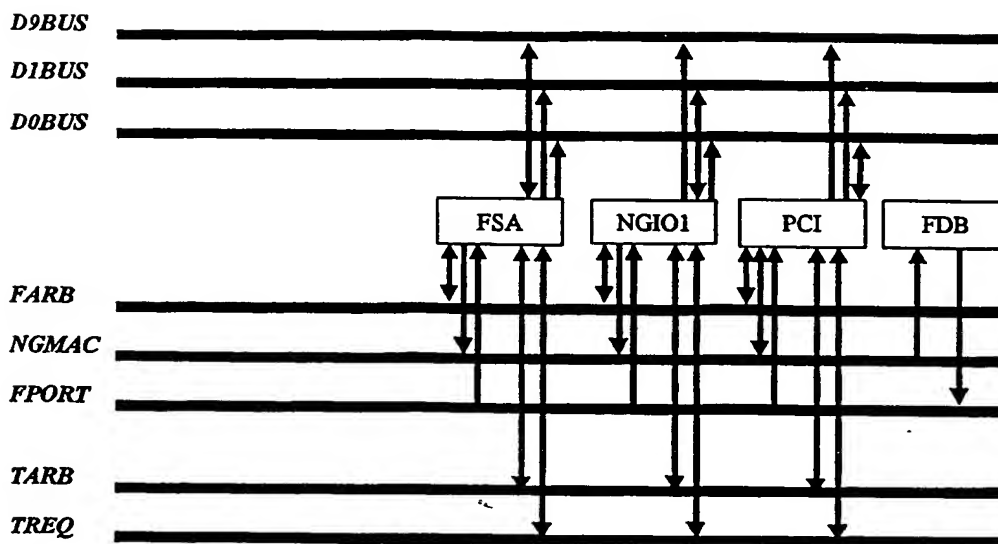 D9BUS
D1BUS
D0BUS
FSA NGIO1 PCI FDB
FARB
NGMAC
FPORT
TARB
TREQ